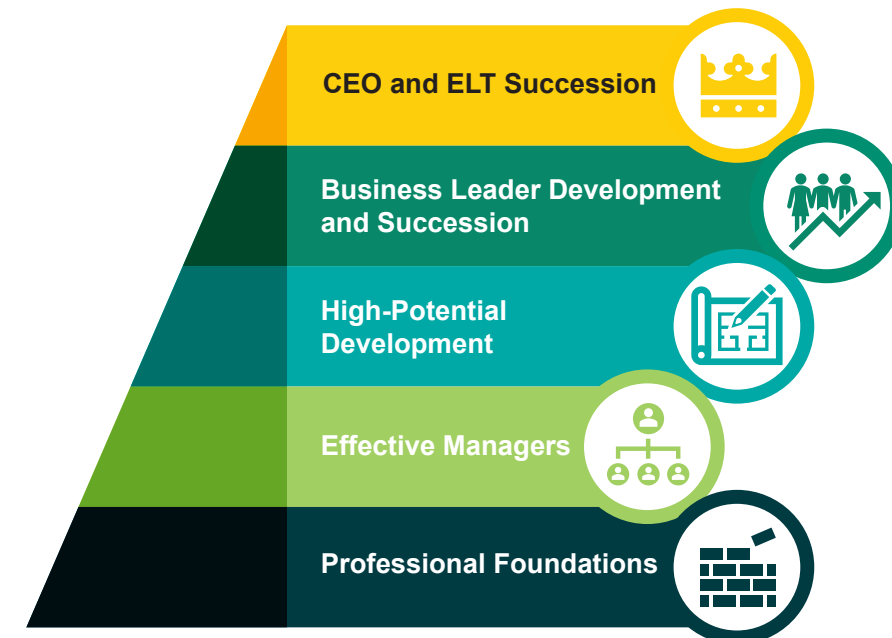 CEO and ELT Succession
Business Leader Development
and Succession
High-Potential
Development
Effective Managers
Professional Foundations